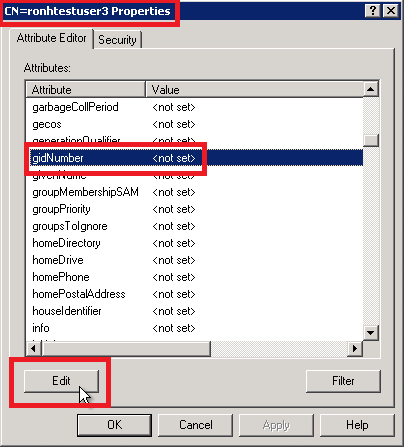 CN=ronhtestuser3 Properties
Attribute Editor Security
Attributes:
Attribute Value
garbageCollPeriod <not set>
gecos <not set>
generationQualifier <not set>
gidNumber <not set>
givenName <not set>
groupMembershipSAM <not set>
groupPriority <not set>
groupsToIgnore <not set>
homeDirectory <not set>
homeDrive <not set>
homePhone <not set>
homePostalAddress <not set>
houseIdentifier <not set>
info <not set>
Edit Filter
OK Cancel Apply Help